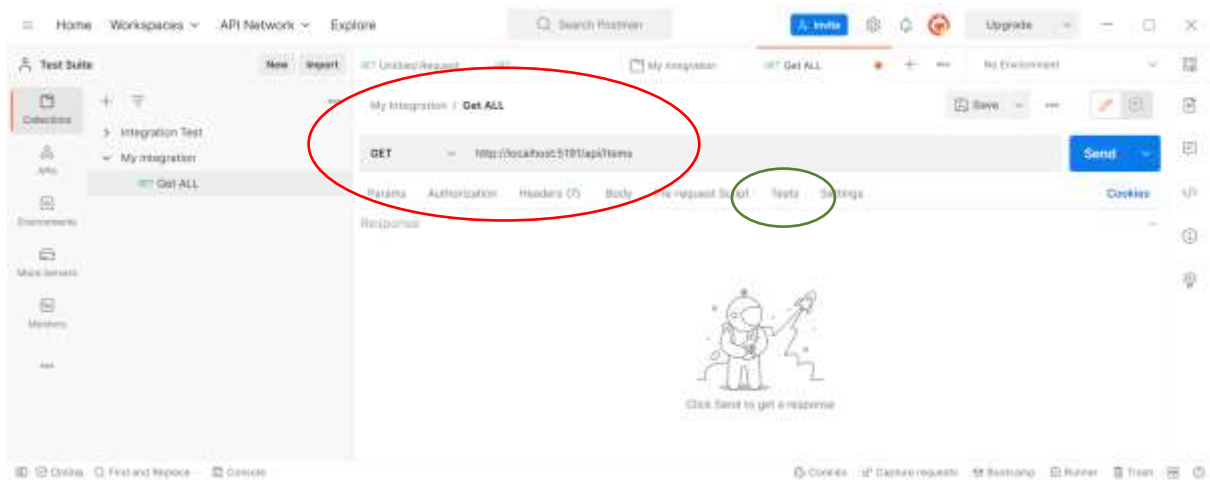 Home Workspaces API Network Explore Search Postman Invite Upgrade
Test Suite New Import GET Untitled Request GET My Integration GET Get ALL No Environment
Collections
My Integration / Get ALL Save
Integration Test
APIs
My Integration
GET http://localhost:5191/api/Items Send
GET Get ALL
Params Authorization Headers (7) Body Pre-request Script Tests Settings Cookies
Environments
Response
Mock Servers
Monitors
Click Send to get a response
Online Find and Replace Console Cookies Capture requests Bootcamp Runner Trash